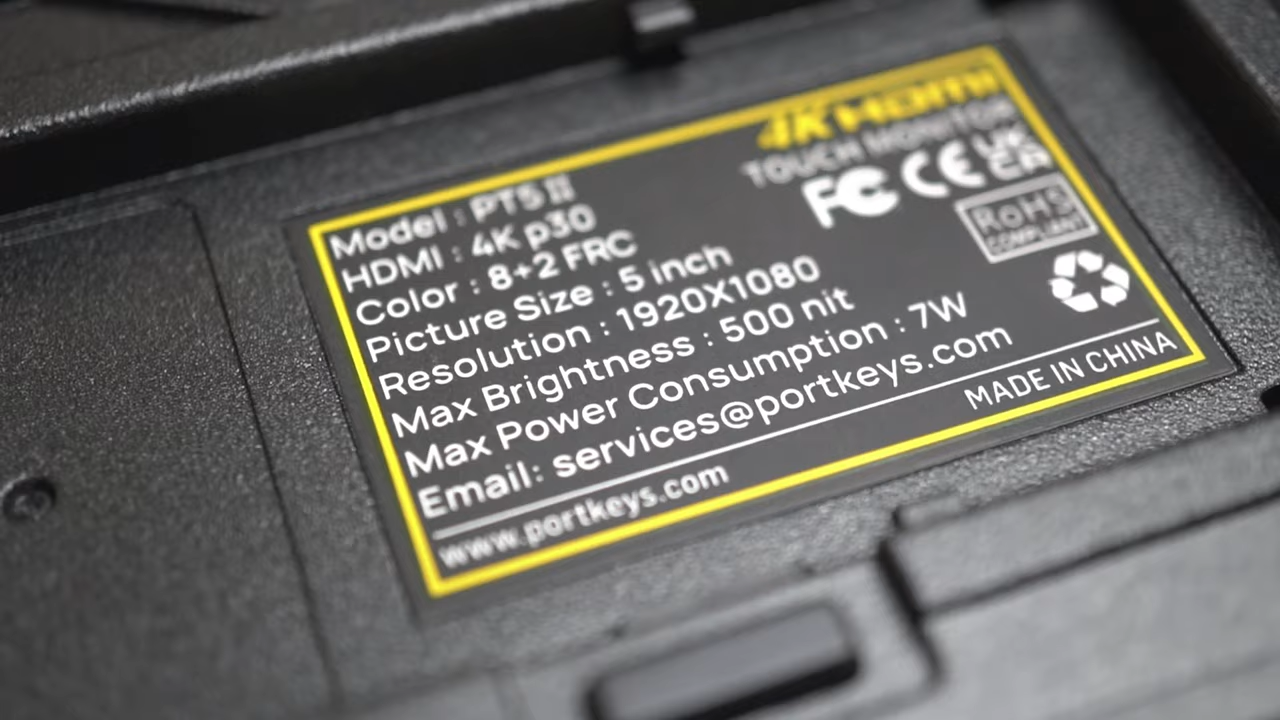 4K HDMI
TOUCH MONITOR
FC CE UK CA
RoHS
COMPLIANT
Model : PT5 II
HDMI : 4K p30
Color : 8+2 FRC
Picture Size : 5 inch
Resolution : 1920X1080
Max Brightness : 500 nit
Max Power Consumption : 7W
Email: services@portkeys.com
www.portkeys.com
MADE IN CHINA